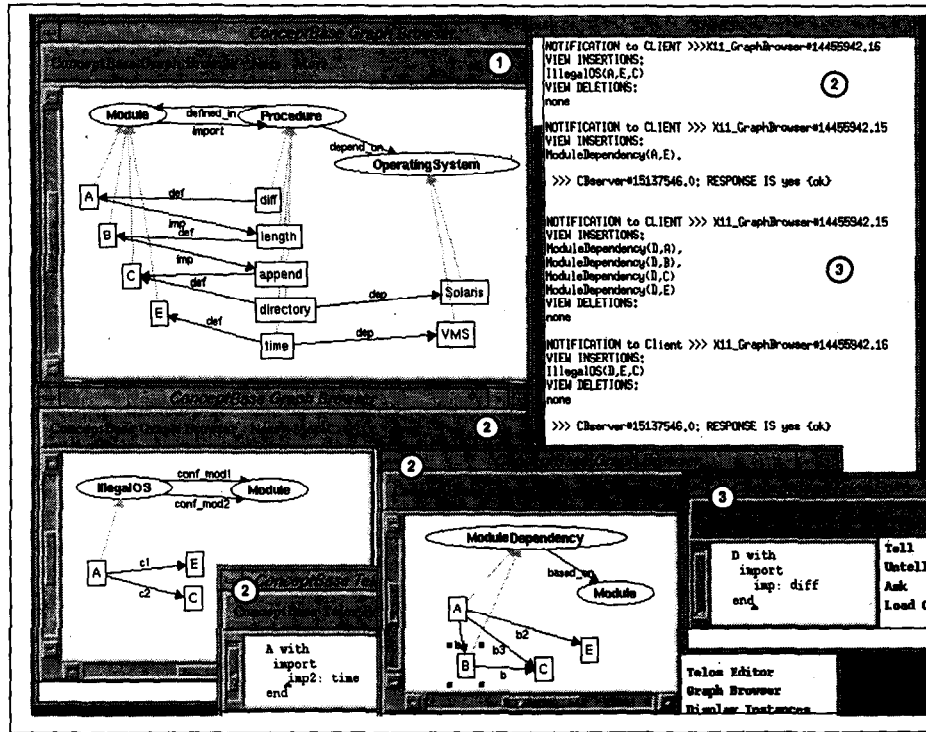 ConceptBase Graph Browser
1
Module
defined_in
import
Procedure
depend_on
OperatingSystem
A
def
diff
imp
B
def
length
imp
append
C
def
directory
dep
Solaris
E
def
time
dep
VMS
NOTIFICATION to CLIENT >>>X11_GraphBrowser#14455942.16
VIEW INSERTIONS:
IllegalOS(A,E,C)
VIEW DELETIONS:
none
2
NOTIFICATION to CLIENT >>> X11_GraphBrowser#14455942.15
VIEW INSERTIONS:
ModuleDependency(A,E).
>>> CBserver#15137546.0: RESPONSE IS yes {ok}
NOTIFICATION to CLIENT >>> X11_GraphBrowser#14455942.15
VIEW INSERTIONS:
ModuleDependency(D,A),
ModuleDependency(D,B),
ModuleDependency(D,C)
ModuleDependency(D,E)
VIEW DELETIONS:
none
3
NOTIFICATION to Client >>> X11_GraphBrowser#14455942.16
VIEW INSERTIONS:
IllegalOS(D,E,C)
VIEW DELETIONS:
none
>>> CBserver#15137546.0: RESPONSE IS yes {ok}
ConceptBase Graph Browser
2
IllegalOS
conf_mod1
conf_mod2
Module
A
c1
E
c2
C
2
ConceptBase
A with
import
imp2: time
end
2
ModuleDependency
based_on
Module
A
b2
b3
E
B
b
C
3
D with
import
imp: diff
end
Tell
Untell
Ask
Load
Telos Editor
Graph Browser
Display Instances